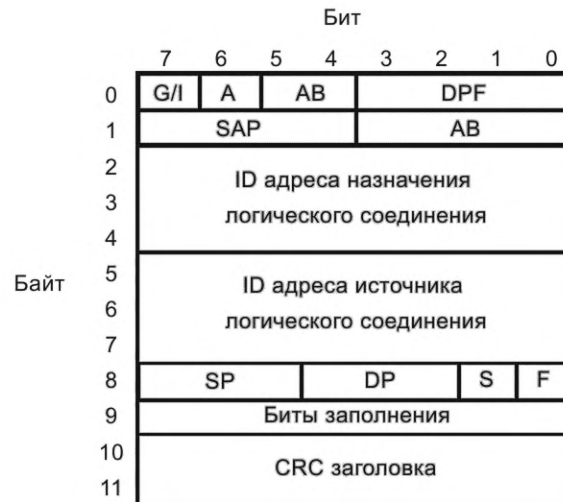 Бит
7 6 5 4 3 2 1 0
0 G/I A AB DPF
1 SAP AB
2
ID адреса назначения
3
логического соединения
4
5
ID адреса источника
Байт 6
логического соединения
7
8 SP DP S F
9 Биты заполнения
10
CRC заголовка
11